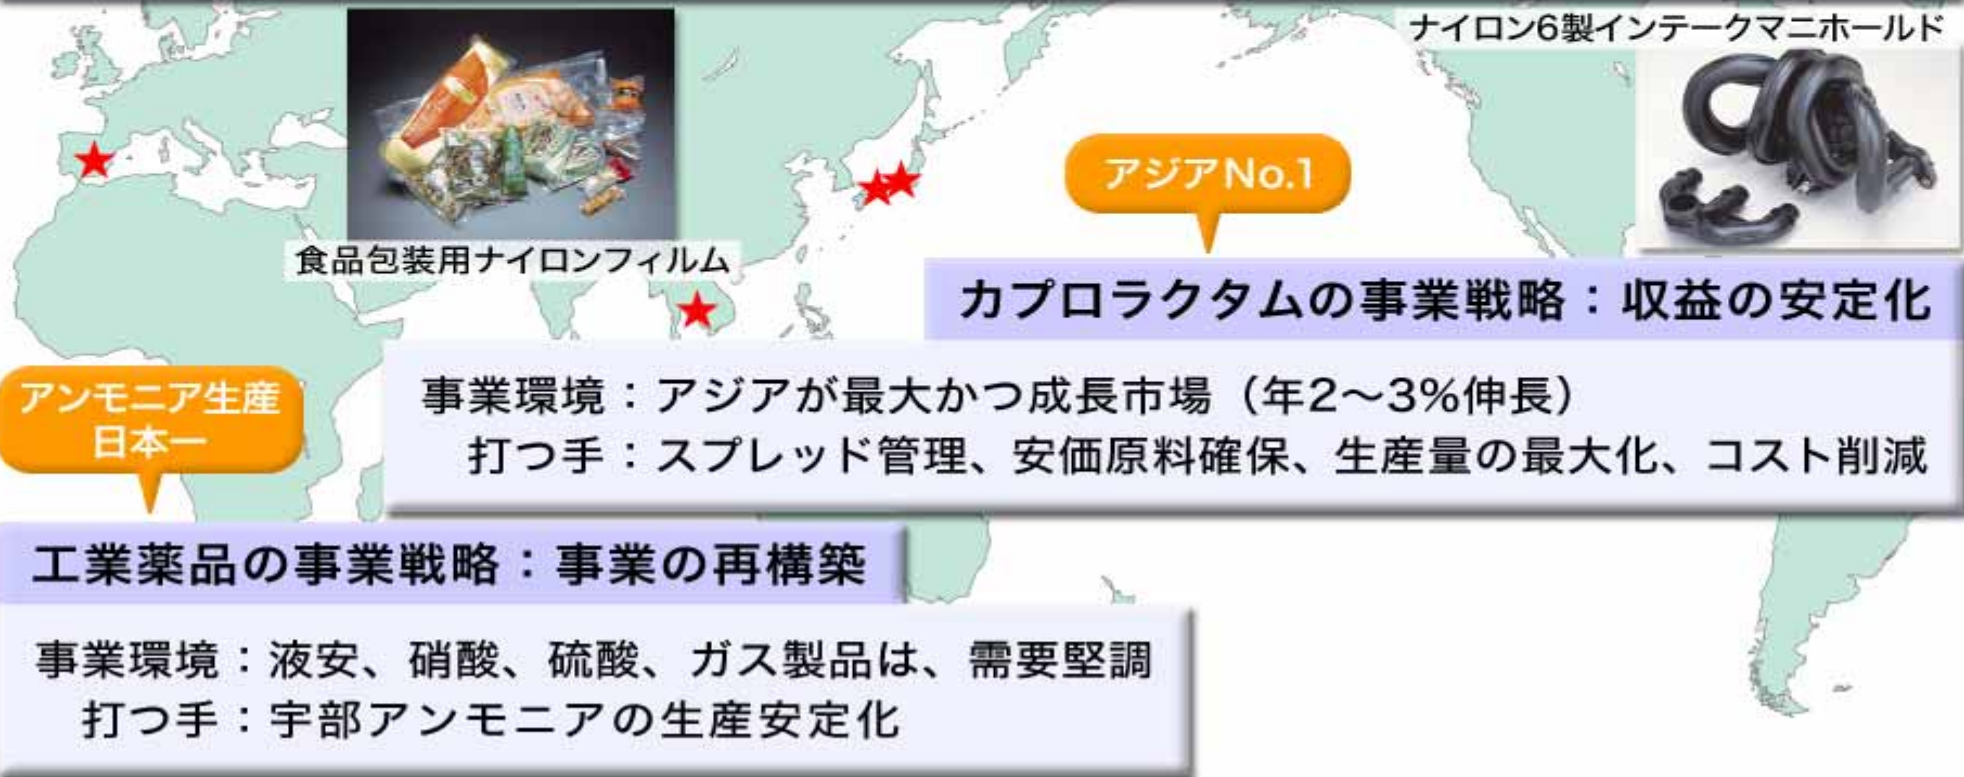 ナイロン6製インテークマニホールド
アジアNo.1
食品包装用ナイロンフィルム
カプロラクタムの事業戦略：収益の安定化
事業環境：アジアが最大かつ成長市場（年2～3%伸長）
打つ手：スプレッド管理、安価原料確保、生産量の最大化、コスト削減
アンモニア生産
日本一
工業薬品の事業戦略：事業の再構築
事業環境：液安、硝酸、硫酸、ガス製品は、需要堅調
打つ手：宇部アンモニアの生産安定化